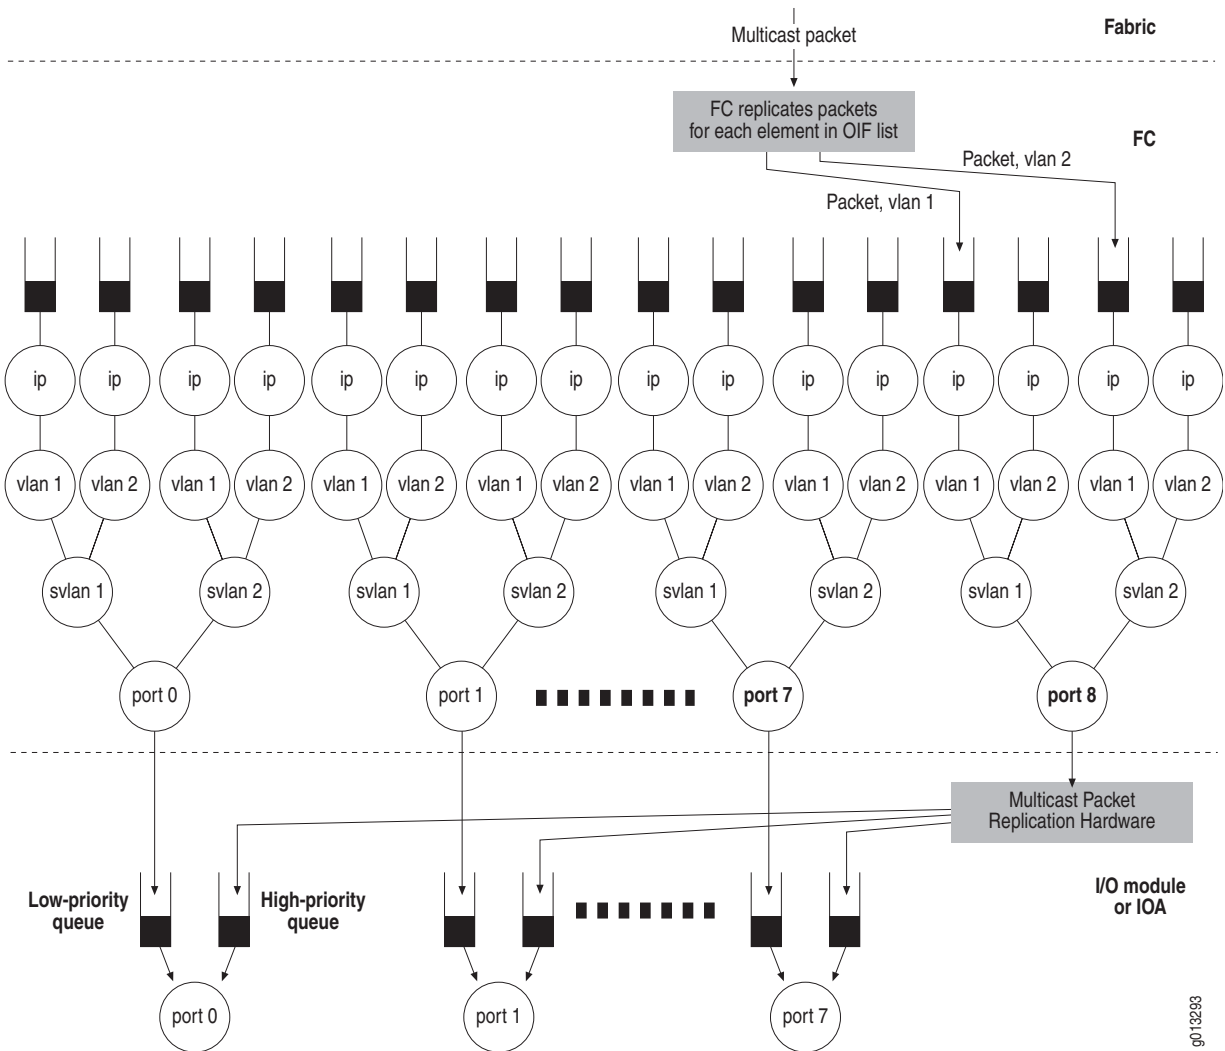 Multicast packet
Fabric
FC replicates packets
for each element in OIF list
FC
Packet, vlan 2
Packet, vlan 1
ip ip ip ip ip ip ip ip ip ip ip ip ip ip ip ip
vlan 1 vlan 2 vlan 1 vlan 2 vlan 1 vlan 2 vlan 1 vlan 2 vlan 1 vlan 2 vlan 1 vlan 2 vlan 1 vlan 2 vlan 1 vlan 2
svlan 1 svlan 2 svlan 1 svlan 2 svlan 1 svlan 2 svlan 1 svlan 2
port 0 port 1 port 7 port 8
Multicast Packet
Replication Hardware
Low-priority
queue
High-priority
queue
I/O module
or IOA
port 0 port 1 port 7
g013293